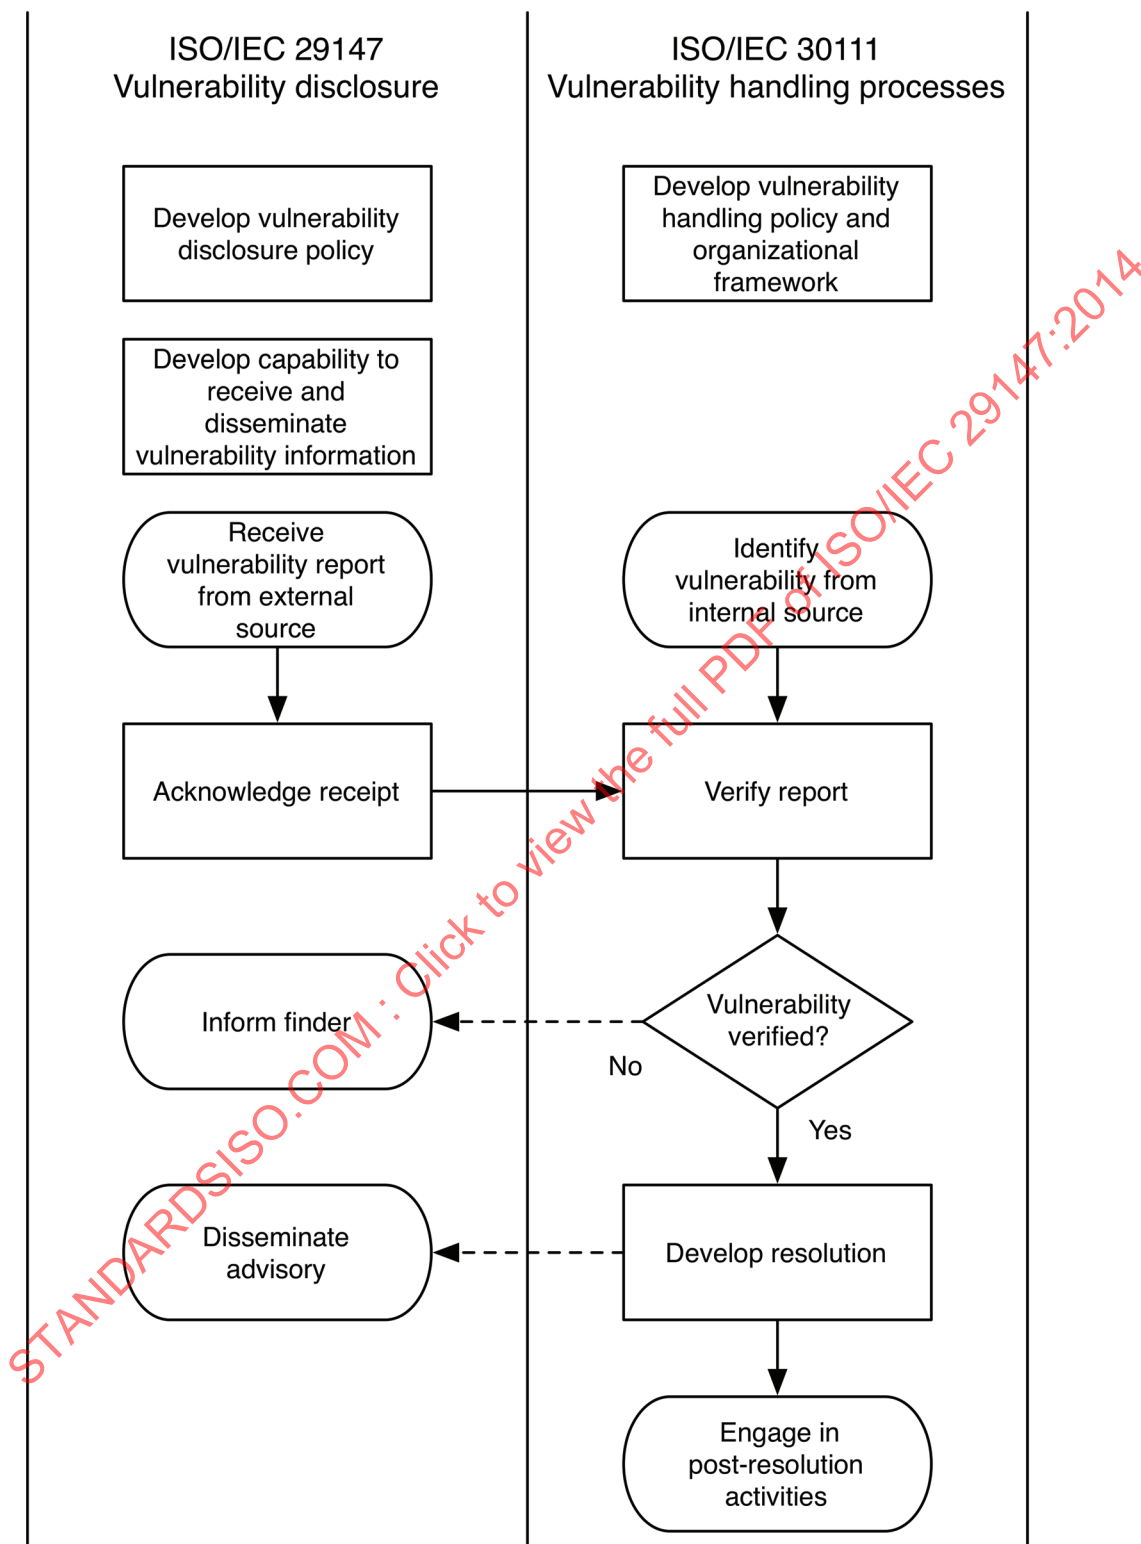 ISO/IEC 29147
Vulnerability disclosure
ISO/IEC 30111
Vulnerability handling processes
Develop vulnerability
disclosure policy
Develop vulnerability
handling policy and
organizational
framework
Develop capability to
receive and
disseminate
vulnerability information
Receive
vulnerability report
from external
source
Identify
vulnerability from
internal source
Acknowledge receipt
Verify report
Inform finder
Vulnerability
verified?
No
Yes
Disseminate
advisory
Develop resolution
Engage in
post-resolution
activities
STANDARDSISO.COM : Click to view the full PDF of ISO/IEC 29147:2014